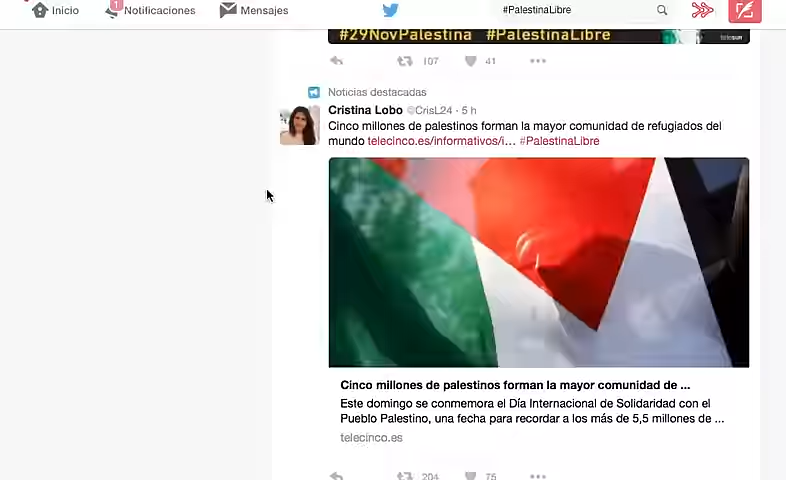 Inicio
1
Notificaciones
Mensajes
#PalestinaLibre
#29NovPalestina #PalestinaLibre
teleSUR
107
41
Noticias destacadas
Cristina Lobo @CrisL24 · 5 h
Cinco millones de palestinos forman la mayor comunidad de refugiados del
mundo telecinco.es/informativos/i... #PalestinaLibre
Cinco millones de palestinos forman la mayor comunidad de ...
Este domingo se conmemora el Día Internacional de Solidaridad con el
Pueblo Palestino, una fecha para recordar a los más de 5,5 millones de ...
telecinco.es
204
75